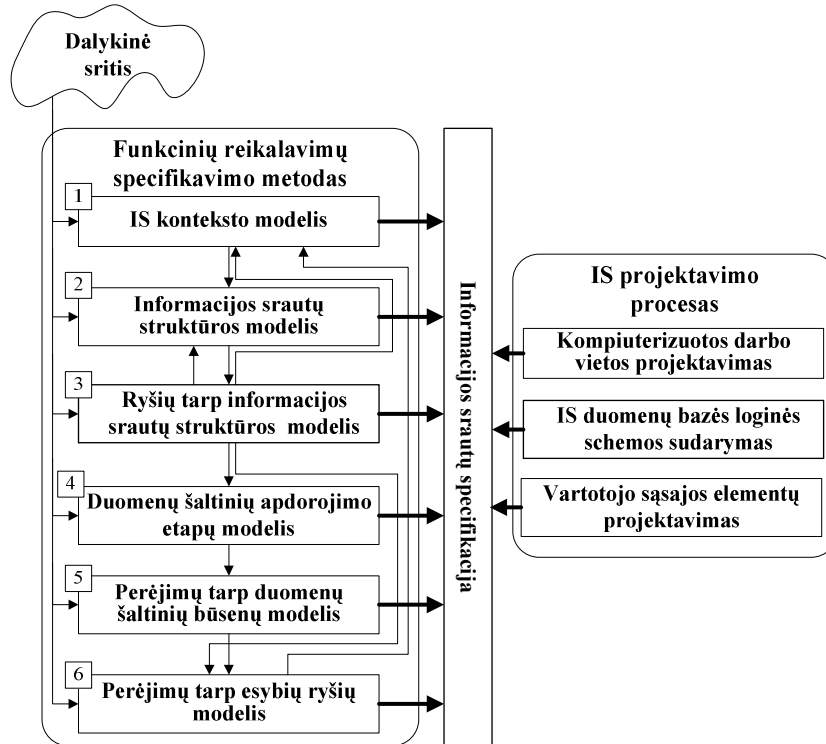 Dalykinė
sritis
Funkcinių reikalavimų
specifikavimo metodas
1
IS konteksto modelis
2
Informacijos srautų
struktūros modelis
3
Ryšių tarp informacijos
srautų struktūros modelis
4
Duomenų šaltinių apdorojimo
etapų modelis
5
Perėjimų tarp duomenų
šaltinių būsenų modelis
6
Perėjimų tarp esybių ryšių
modelis
Informacijos srautų specifikacija
IS projektavimo
procesas
Kompiuterizuotos darbo
vietos projektavimas
IS duomenų bazės loginės
schemos sudarymas
Vartotojo sąsajos elementų
projektavimas